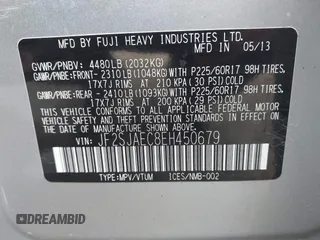 MFD BY FUJI HEAVY INDUSTRIES LTD. 05/13
GVWR/PNBV: 4480LB (2032KG)
GAWR/PNBE:FRONT- 2310LB (1048KG)WITH P225/60R17 98H TIRES.
17X7J RIMS AT 210 KPA (30 PSI) COLD
GAWR/PNBE:REAR - 2410LB (1093KG)WITH P225/60R17 98H TIRES.
17X7J RIMS AT 200 KPA (29 PSI) COLD
THIS VEHICLE CONFORMS TO ALL APPLICABLE
FEDERAL MOTOR VEHICLE SAFETY, BUMPER, AND
THEFT PREVENTION STANDARDS IN EFFECT
ON THE DATE OF MANUFACTURE SHOWN ABOVE.
VIN: JF2SJAEC8EH450679
TYPE:MPV/VTUM ICES/NMB-002
DREAMBID